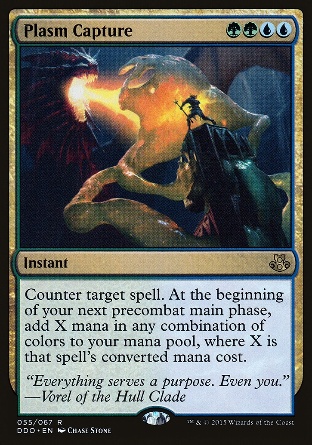 Plasm Capture
Instant
Counter target spell. At the beginning
of your next precombat main phase,
add X mana in any combination of
colors to your mana pool, where X is
that spell's converted mana cost.
"Everything serves a purpose. Even you."
—Vorel of the Hull Clade
055/067 R
DDO • EN Chase Stone
™ & © 2015 Wizards of the Coast